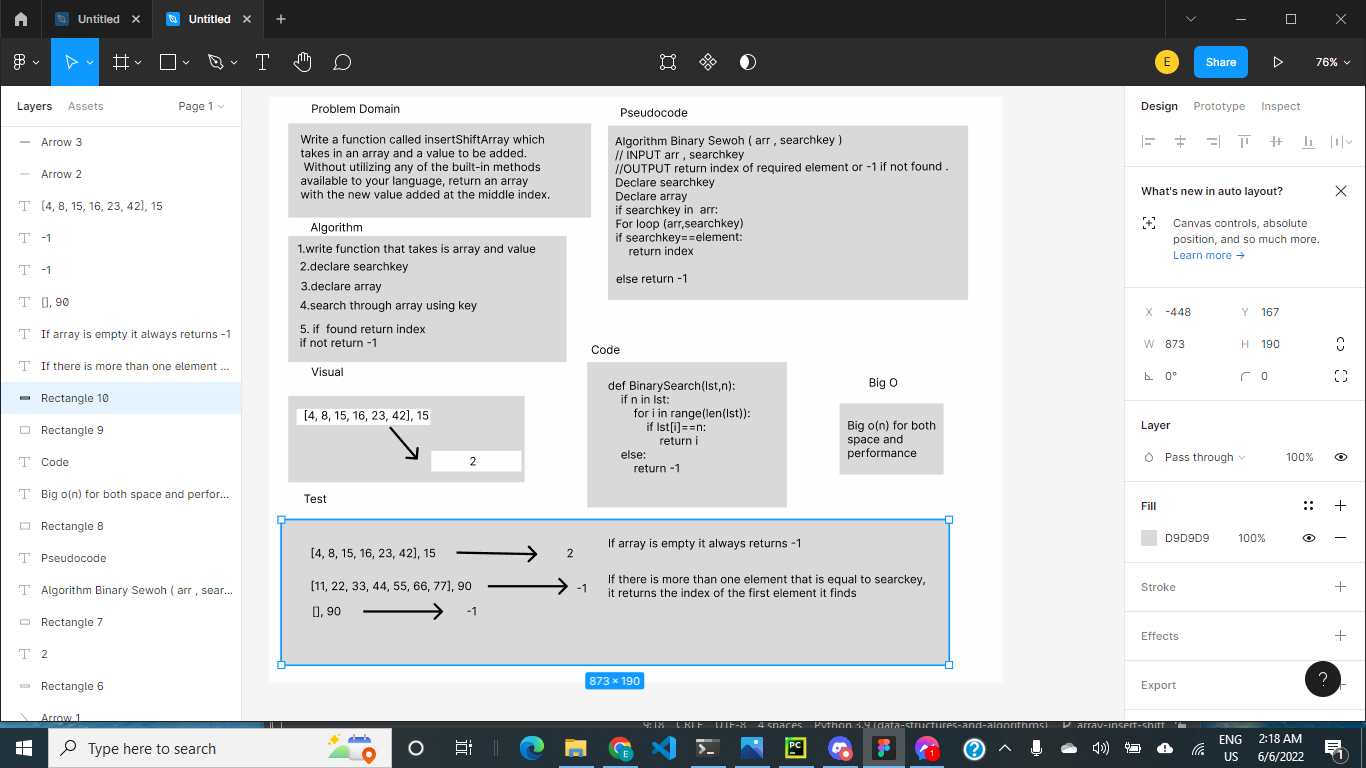 Untitled
Untitled
E
Share
76%
Layers
Assets
Page 1
Arrow 3
Arrow 2
[4, 8, 15, 16, 23, 42], 15
-1
-1
[], 90
If array is empty it always returns -1
If there is more than one element ...
Rectangle 10
Rectangle 9
Code
Big o(n) for both space and perfor...
Rectangle 8
Pseudocode
Algorithm Binary Sewoh ( arr , sear...
Rectangle 7
2
Rectangle 6
Arrow 1
Problem Domain
Write a function called insertShiftArray which
takes in an array and a value to be added.
Without utilizing any of the built-in methods
available to your language, return an array
with the new value added at the middle index.
Algorithm
1.write function that takes is array and value
2.declare searchkey
3.declare array
4.search through array using key
5. if found return index
if not return -1
Visual
[4, 8, 15, 16, 23, 42], 15
2
Pseudocode
Algorithm Binary Sewoh ( arr , searchkey )
// INPUT arr , searchkey
//OUTPUT return index of required element or -1 if not found .
Declare searchkey
Declare array
if searchkey in arr:
For loop (arr,searchkey)
if searchkey==element:
return index
else return -1
Code
def BinarySearch(lst,n):
if n in lst:
for i in range(len(lst)):
if lst[i]==n:
return i
else:
return -1
Big O
Big o(n) for both
space and
performance
Test
[4, 8, 15, 16, 23, 42], 15
2
[11, 22, 33, 44, 55, 66, 77], 90
-1
[], 90
-1
If array is empty it always returns -1
If there is more than one element that is equal to searckey,
it returns the index of the first element it finds
873 × 190
Design
Prototype
Inspect
What's new in auto layout?
Canvas controls, absolute
position, and so much more.
Learn more →
X -448
Y 167
W 873
H 190
0°
0
Layer
Pass through
100%
Fill
D9D9D9
100%
Stroke
Effects
Export
?
9:18 CRLF UTF-8 4 spaces Python 3.9 (data-structures-and-algorithms) array-insert-shift
Type here to search
PC
1
ENG
US
2:18 AM
6/6/2022
1